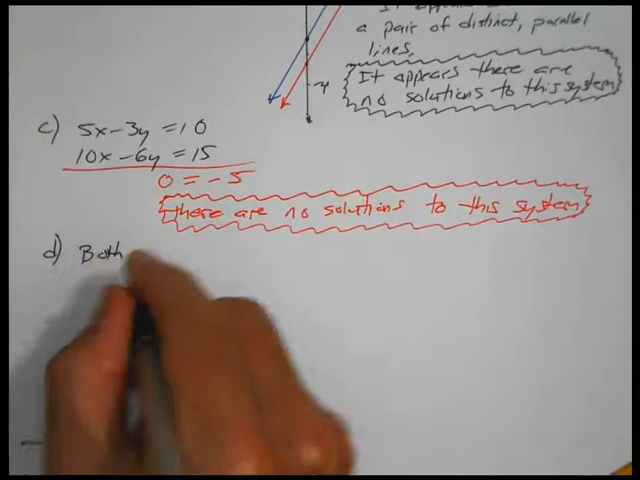 a pair of distinct, parallel
lines.
It appears there are
no solutions to this system
-4
c) 5x-3y = 10
10x-6y = 15
0 = -5
There are no solutions to this system
d) Both